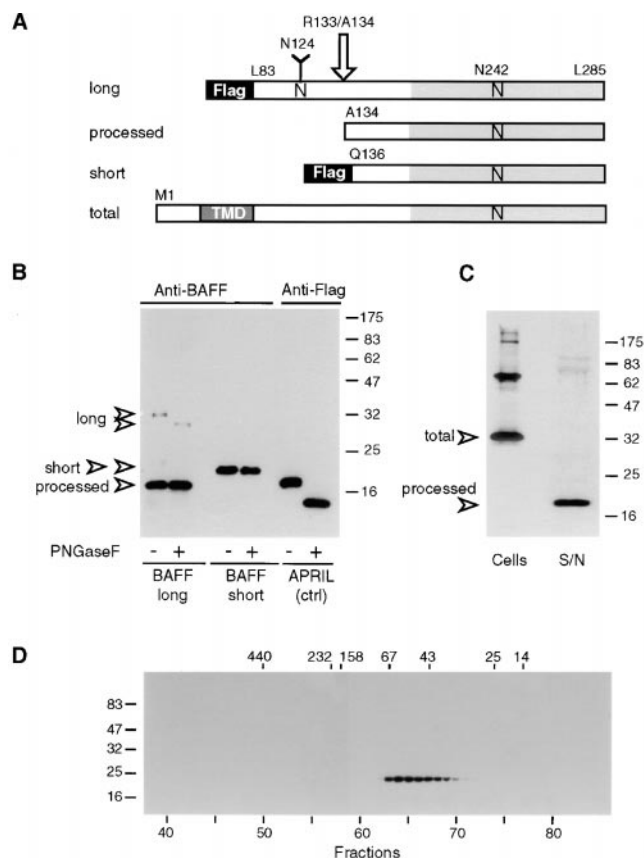 A
R133/A134
N124
L83 N242 L285
long Flag N N
A134
processed N
Q136
short Flag N
M1
total TMD N
B
Anti-BAFF Anti-Flag
175
83
62
47
long 32
25
short
processed 16
PNGaseF - + - + - +
BAFF long BAFF short APRIL (ctrl)
C
175
83
62
47
total 32
25
processed
16
Cells S/N
D
440 232 158 67 43 25 14
83
47
32
25
16
40 50 60 70 80
Fractions